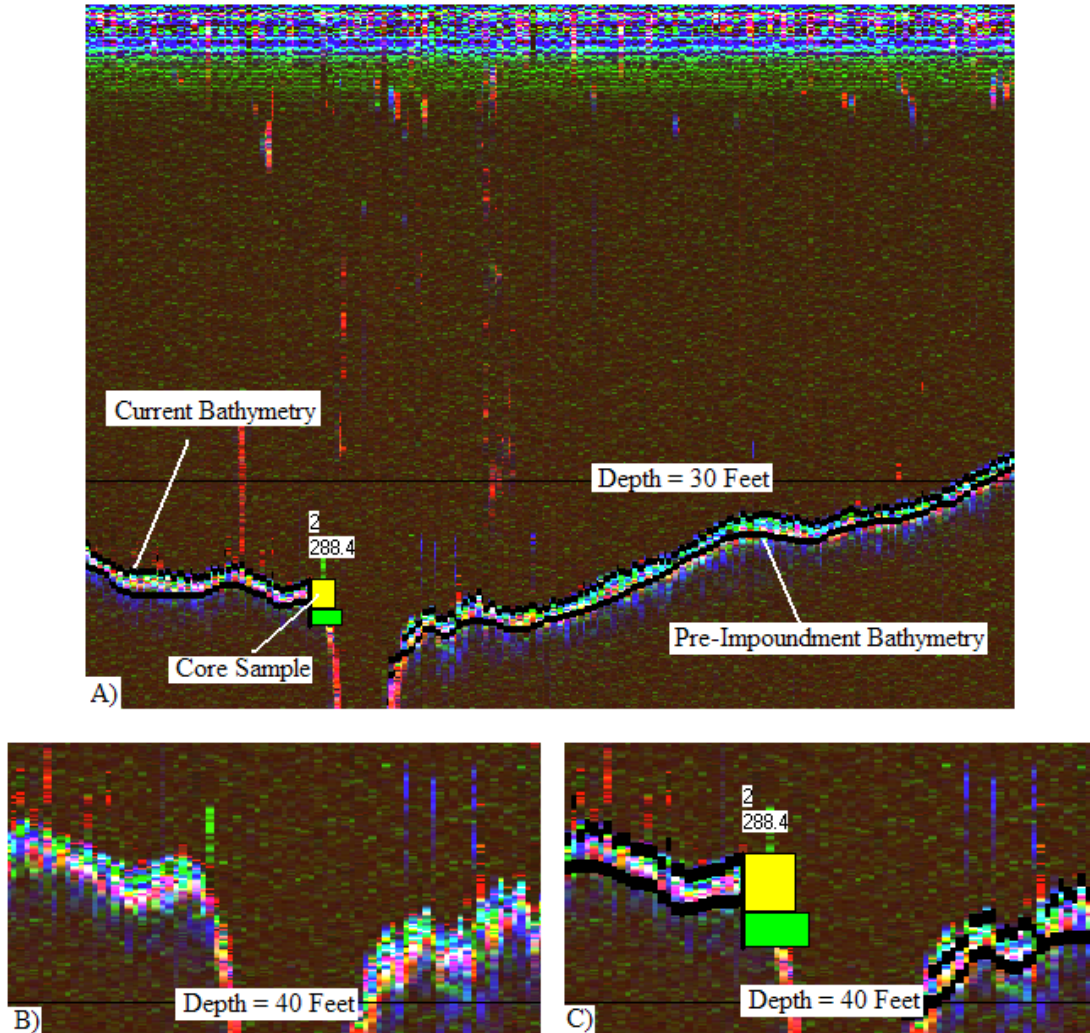 Current Bathymetry
Depth = 30 Feet
2
288.4
Core Sample
Pre-Impoundment Bathymetry
A)
2
288.4
Depth = 40 Feet
B)
Depth = 40 Feet
C)